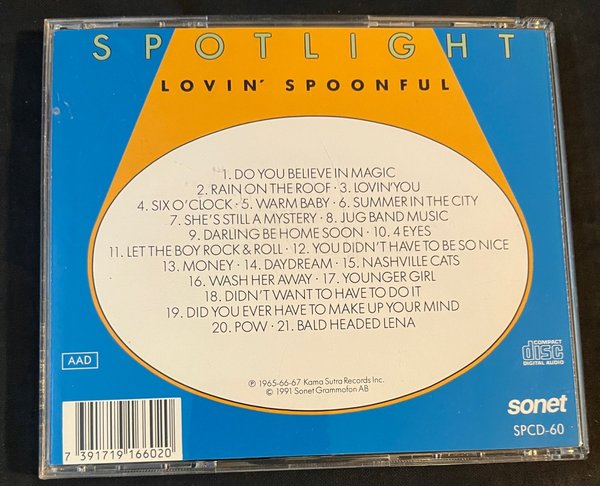 SPOTLIGHT
LOVIN' SPOONFUL
1. DO YOU BELIEVE IN MAGIC
2. RAIN ON THE ROOF · 3. LOVIN'YOU
4. SIX O'CLOCK · 5. WARM BABY · 6. SUMMER IN THE CITY
7. SHE'S STILL A MYSTERY · 8. JUG BAND MUSIC
9. DARLING BE HOME SOON · 10. 4 EYES
11. LET THE BOY ROCK & ROLL · 12. YOU DIDN'T HAVE TO BE SO NICE
13. MONEY · 14. DAYDREAM · 15. NASHVILLE CATS
16. WASH HER AWAY · 17. YOUNGER GIRL
18. DIDN'T WANT TO HAVE TO DO IT
19. DID YOU EVER HAVE TO MAKE UP YOUR MIND
20. POW · 21. BALD HEADED LENA
℗ 1965-66-67 Kama Sutra Records Inc.
© 1991 Sonet Grammofon AB
AAD
COMPACT
disc
DIGITAL AUDIO
sonet
SPCD-60
7 391719 166020